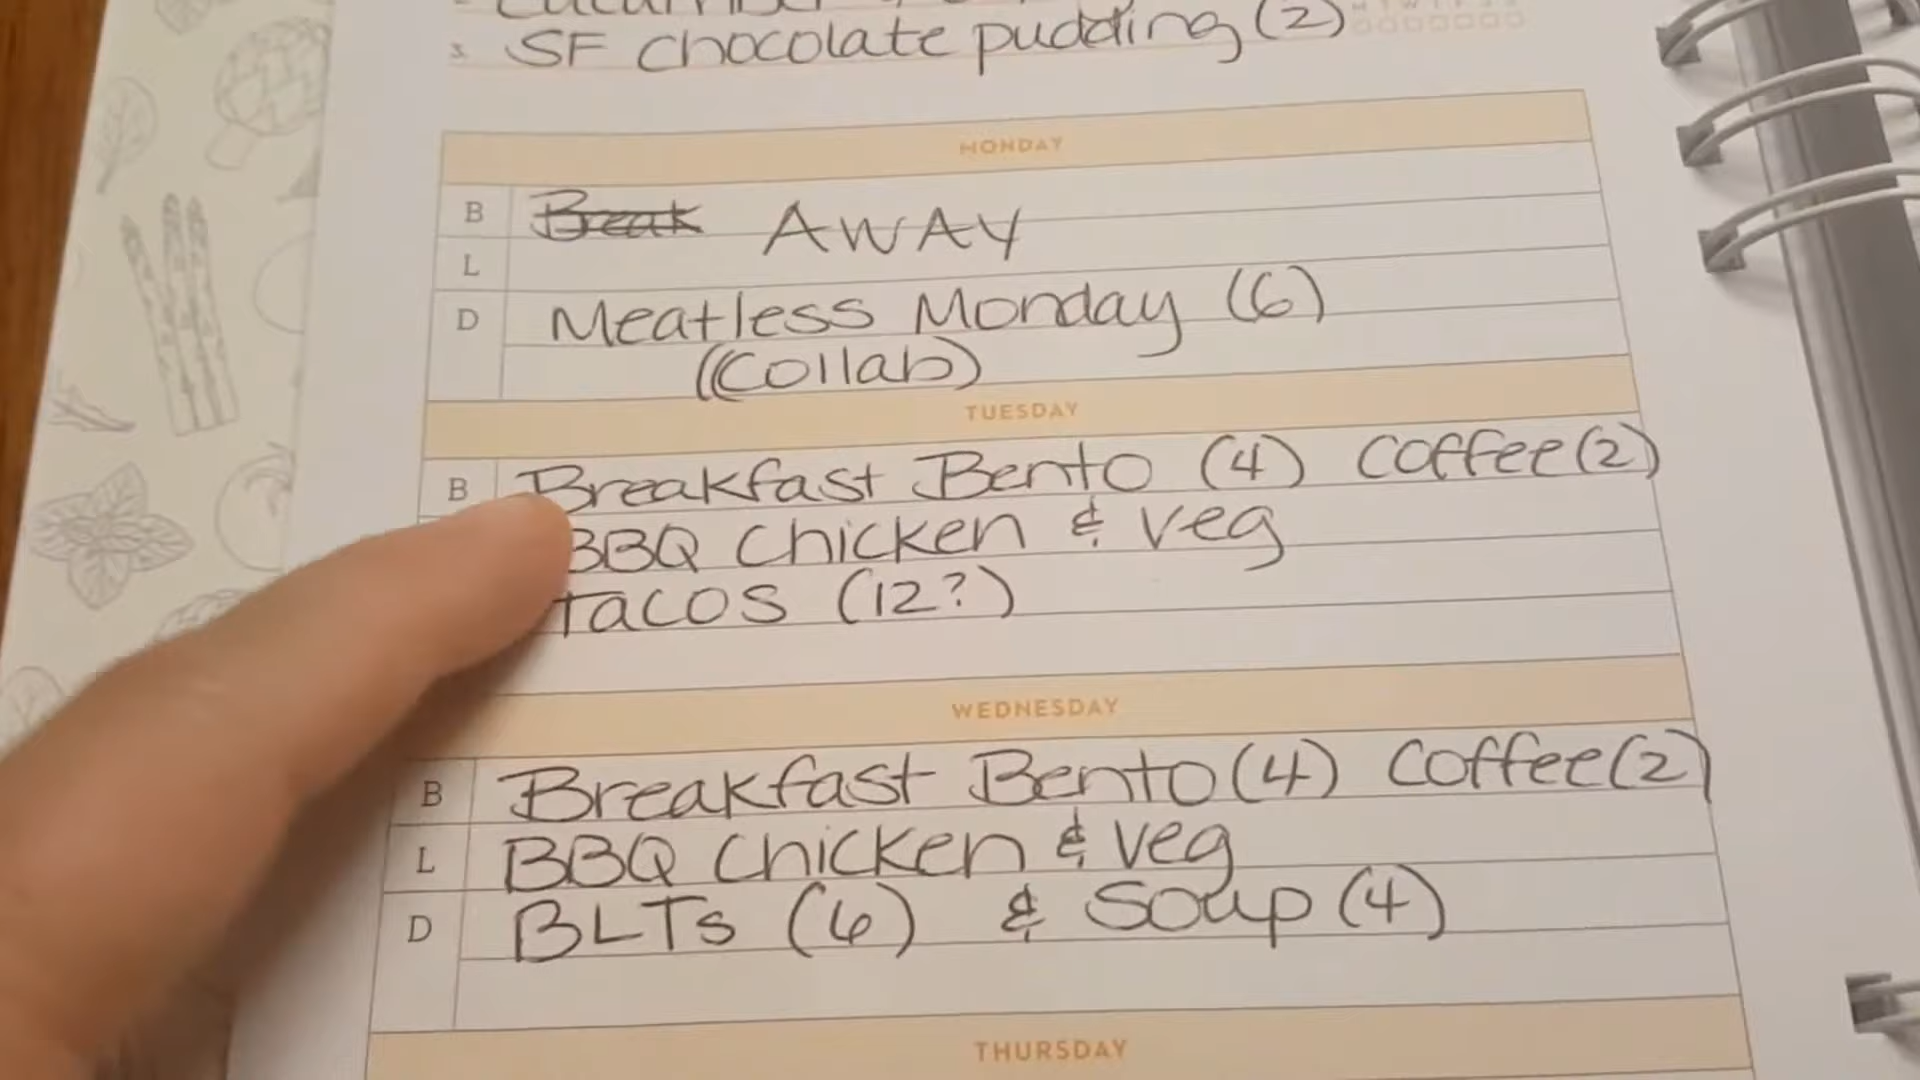 3. SF chocolate pudding (2)
MONDAY
B Break AWAY
L
D Meatless Monday (6)
(Collab)
TUESDAY
B Breakfast Bento (4) Coffee (2)
BBQ Chicken & veg
Tacos (12?)
WEDNESDAY
B Breakfast Bento (4) Coffee (2)
L BBQ Chicken & veg
D BLTs (6) & Soup (4)
THURSDAY